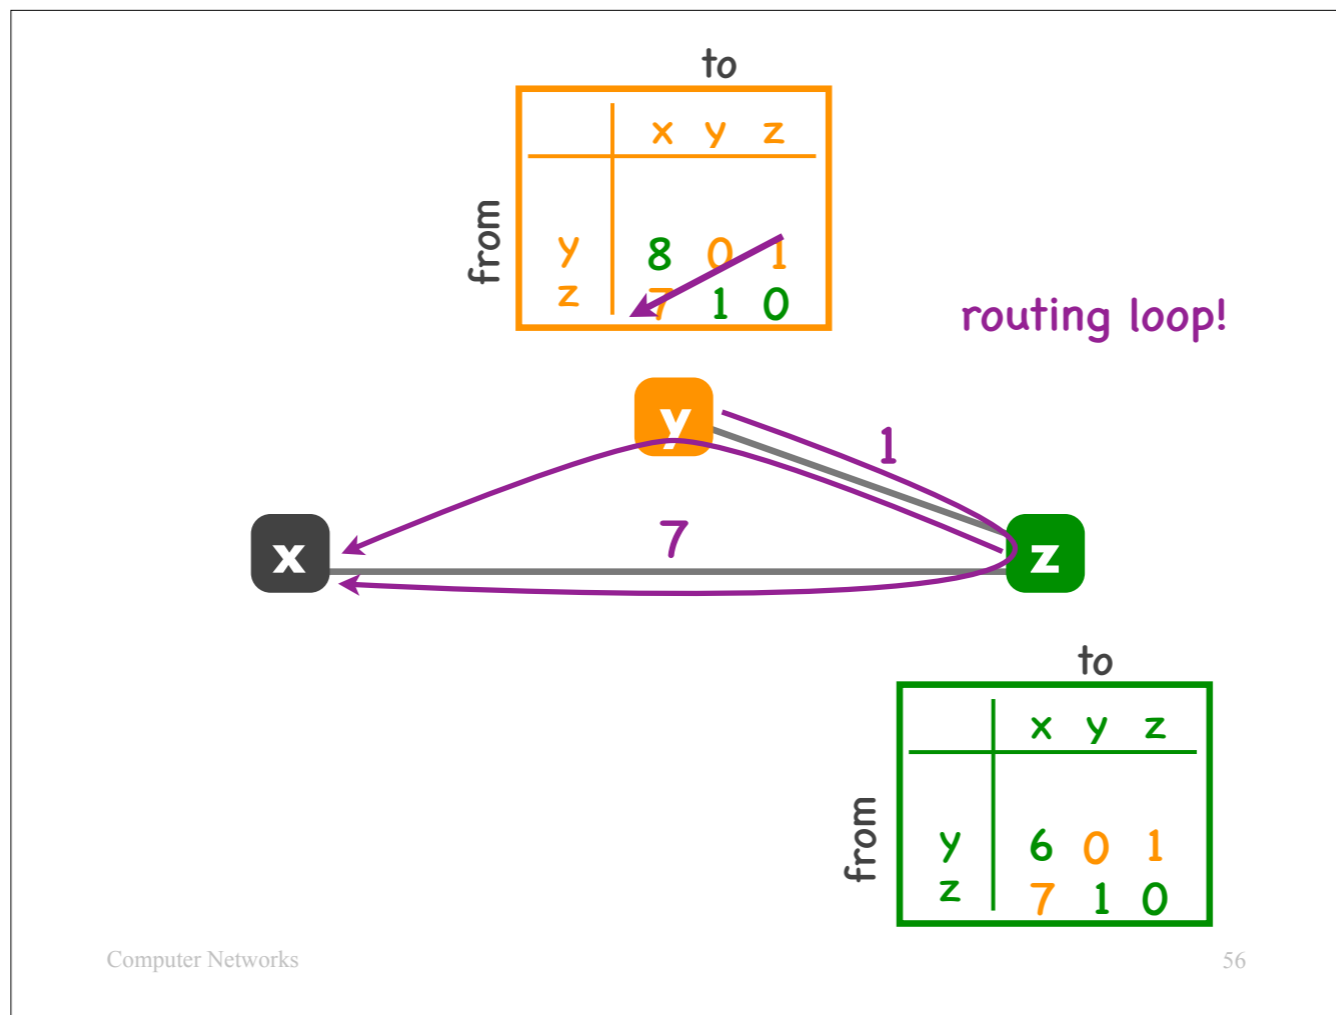 to
x y z
from
y 8 0 1
z 7 1 0
routing loop!
y
1
7
x
z
to
x y z
from
y 6 0 1
z 7 1 0
Computer Networks
56